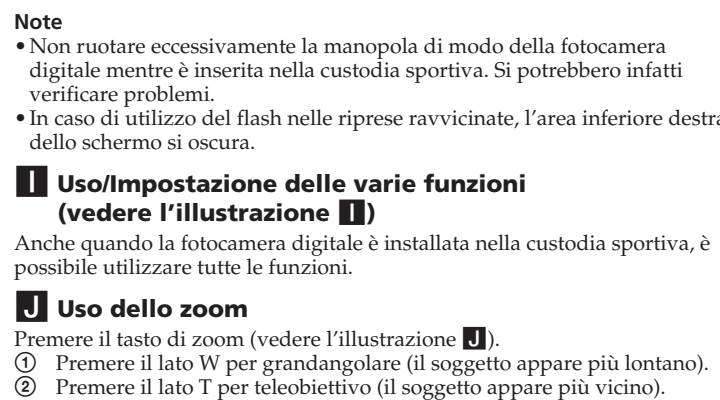 Note
• Non ruotare eccessivamente la manopola di modo della fotocamera
digitale mentre è inserita nella custodia sportiva. Si potrebbero infatti
verificare problemi.
• In caso di utilizzo del flash nelle riprese ravvicinate, l’area inferiore destra
dello schermo si oscura.
I Uso/Impostazione delle varie funzioni
(vedere l’illustrazione I)
Anche quando la fotocamera digitale è installata nella custodia sportiva, è
possibile utilizzare tutte le funzioni.
J Uso dello zoom
Premere il tasto di zoom (vedere l’illustrazione J).
① Premere il lato W per grandangolare (il soggetto appare più lontano).
② Premere il lato T per teleobiettivo (il soggetto appare più vicino).